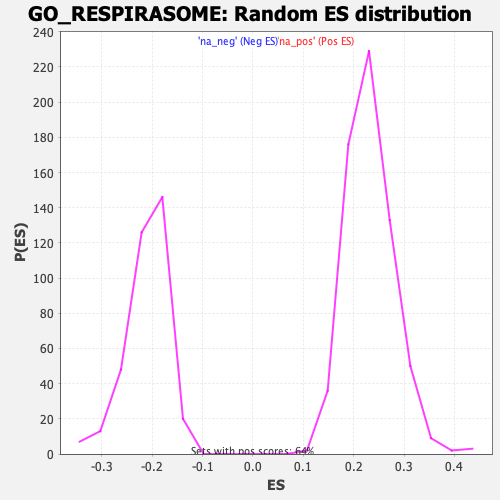 GO_RESPIRASOME: Random ES distribution
'na_neg' (Neg ES) 'na_pos' (Pos ES)
240
220
200
180
160
140
120
100
80
60
40
20
0
P(ES)
Sets with pos scores: 64%
-0.3 -0.2 -0.1 0.0 0.1 0.2 0.3 0.4
ES